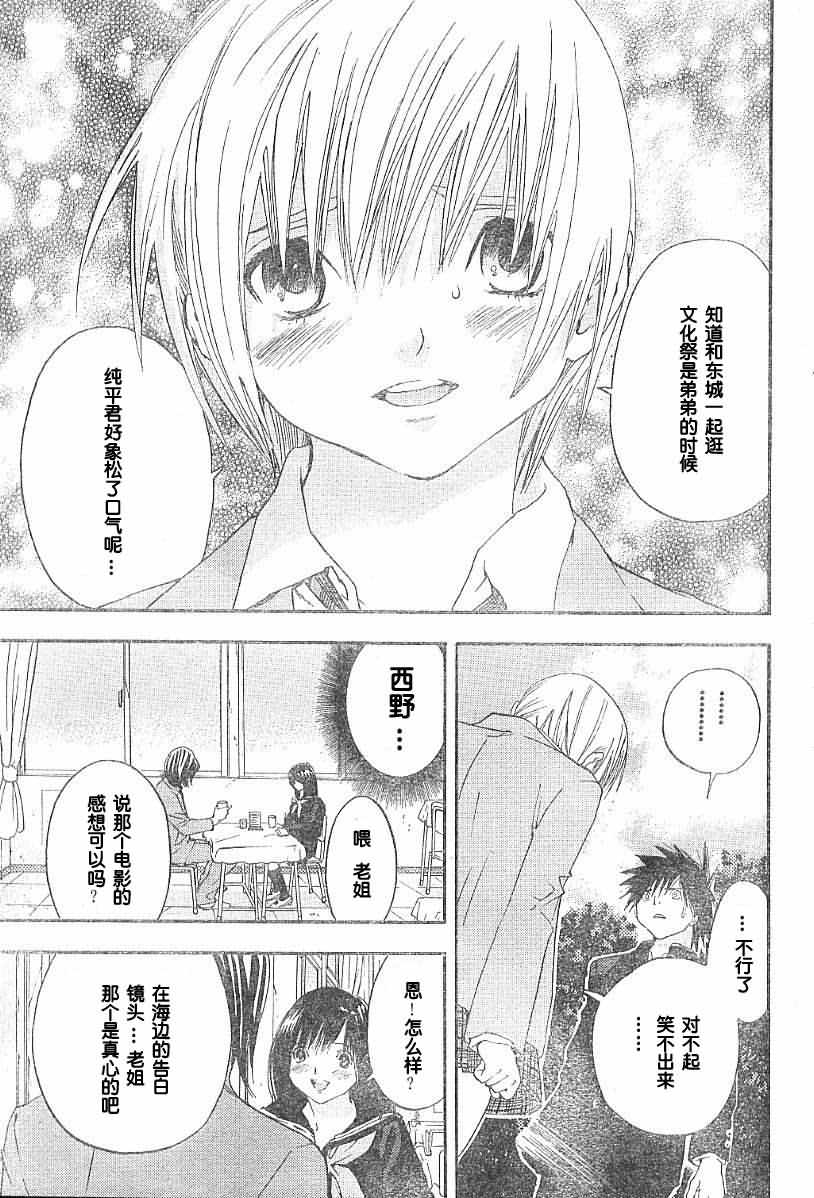 知道和东城一起逛
文化祭是弟弟的时候
纯平君好象松了口气呢…
…………
…不行了
对不起
笑不出来
……
西野…
喂
老姐
说那个电影的
感想可以吗?
恩!怎么样?
在海边的告白
镜头…老姐
那个是真心的吧